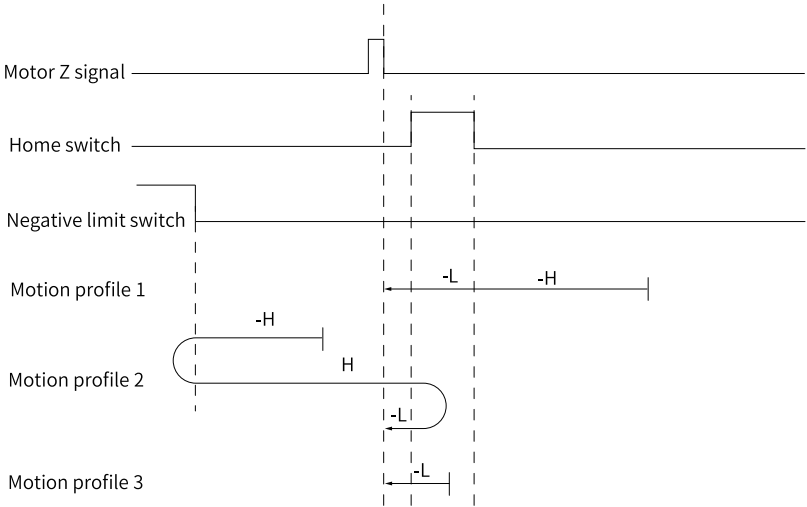 Motor Z signal
Home switch
Negative limit switch
Motion profile 1
-L
-H
-H
Motion profile 2
H
-L
Motion profile 3
-L